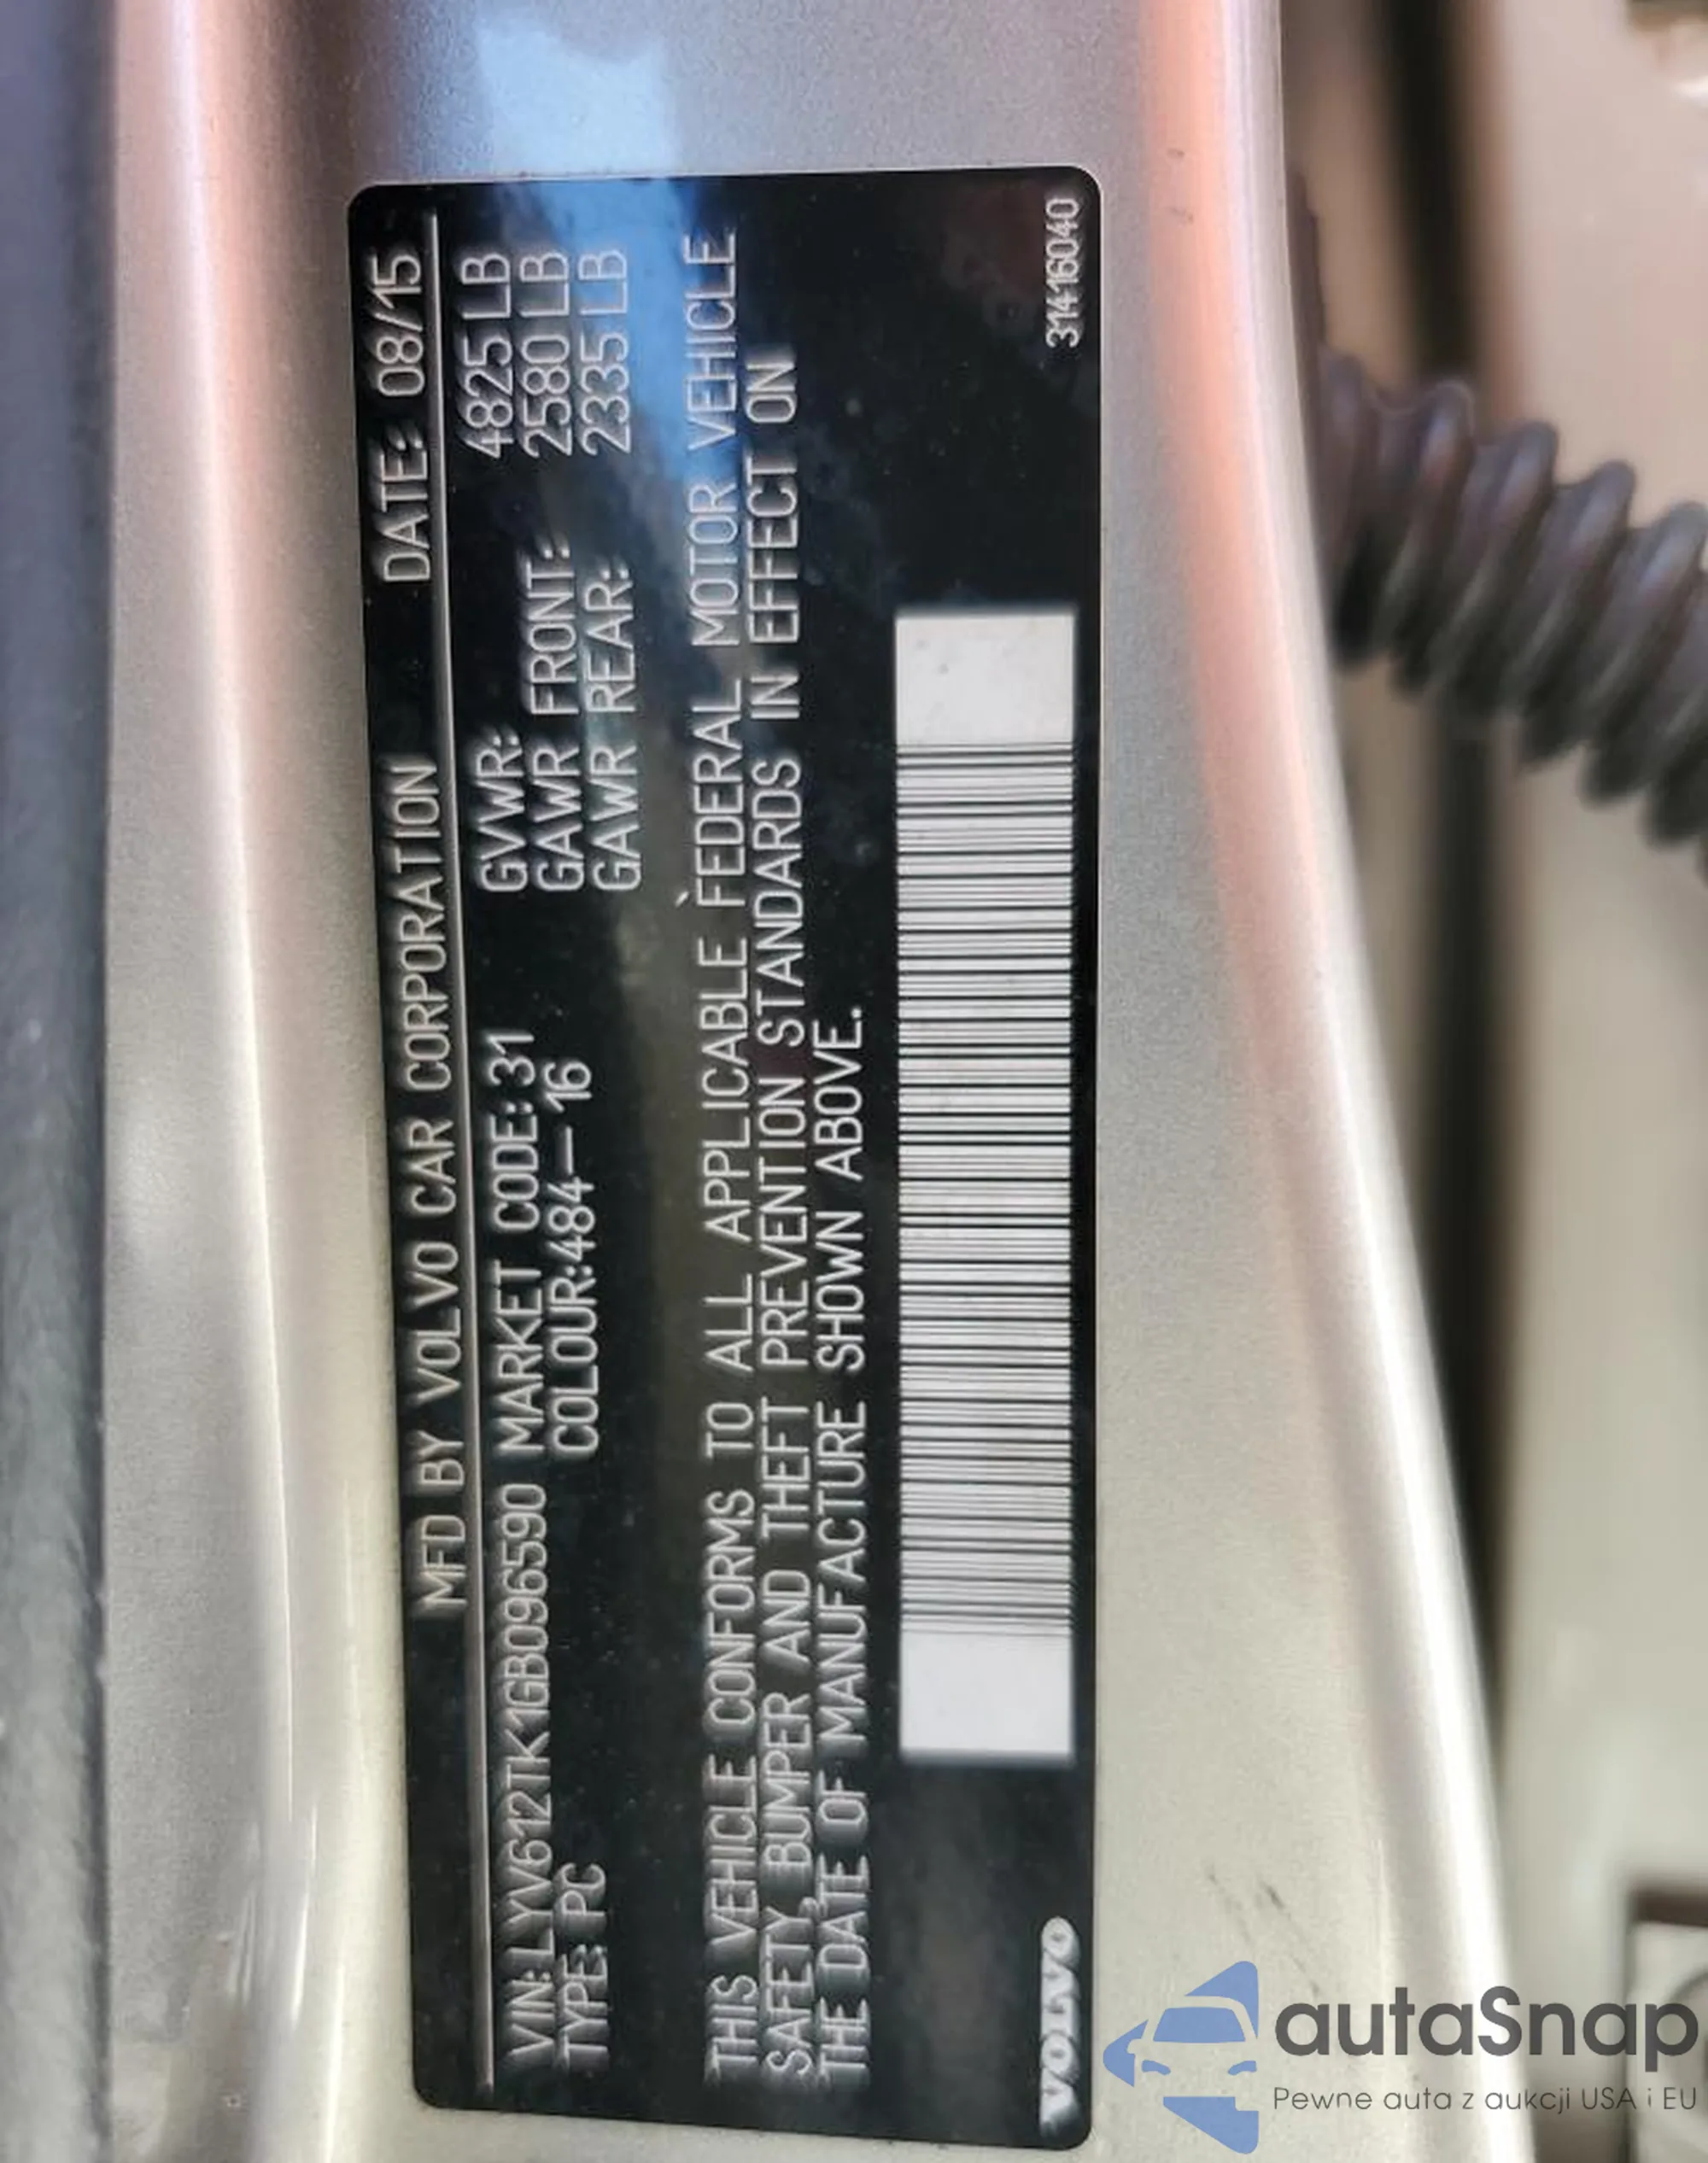 MFD BY VOLVO CAR CORPORATION DATE: 08/15
VIN: LYV612TK1GB096590 MARKET CODE: 31 GVWR: 4825 LB
TYPE: PC COLOUR: 484-16 GAWR FRONT: 2580 LB
GAWR REAR: 2335 LB
THIS VEHICLE CONFORMS TO ALL APPLICABLE FEDERAL MOTOR VEHICLE
SAFETY, BUMPER AND THEFT PREVENTION STANDARDS IN EFFECT ON
THE DATE OF MANUFACTURE SHOWN ABOVE.
VOLVO 31416040
autaSnap
Pewne auta z aukcji USA i EU